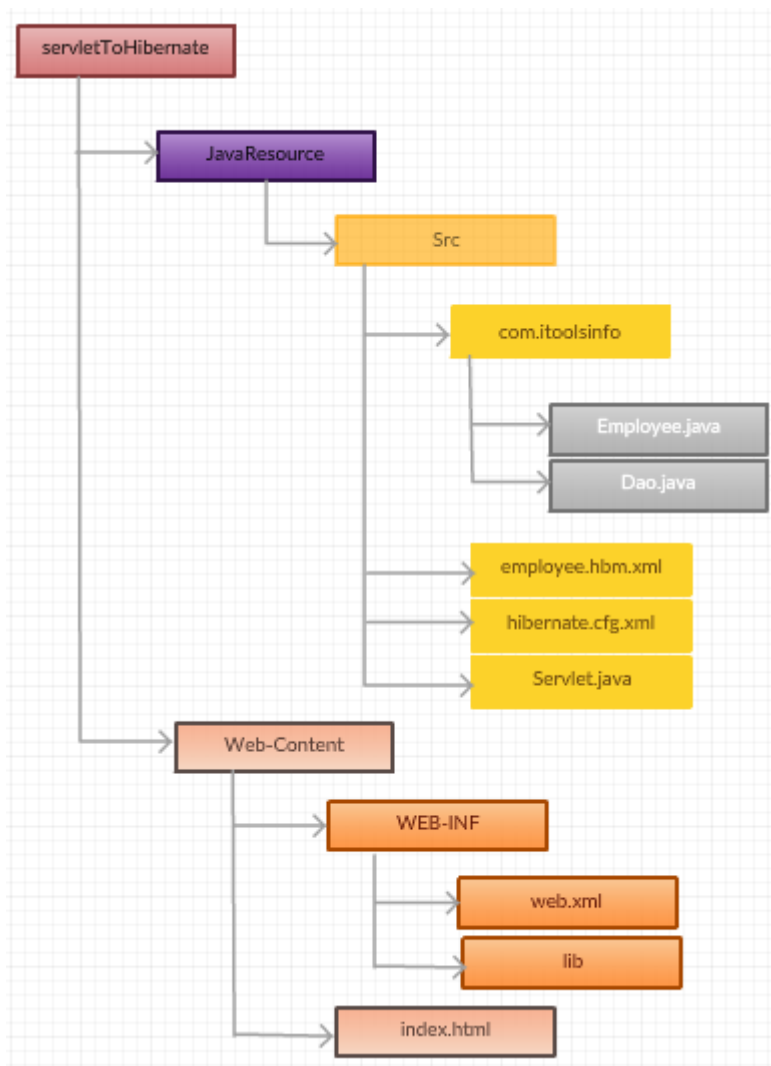 servletToHibernate
JavaResource
Src
com.itoolsinfo
Employee.java
Dao.java
employee.hbm.xml
hibernate.cfg.xml
Servlet.java
Web-Content
WEB-INF
web.xml
lib
index.html